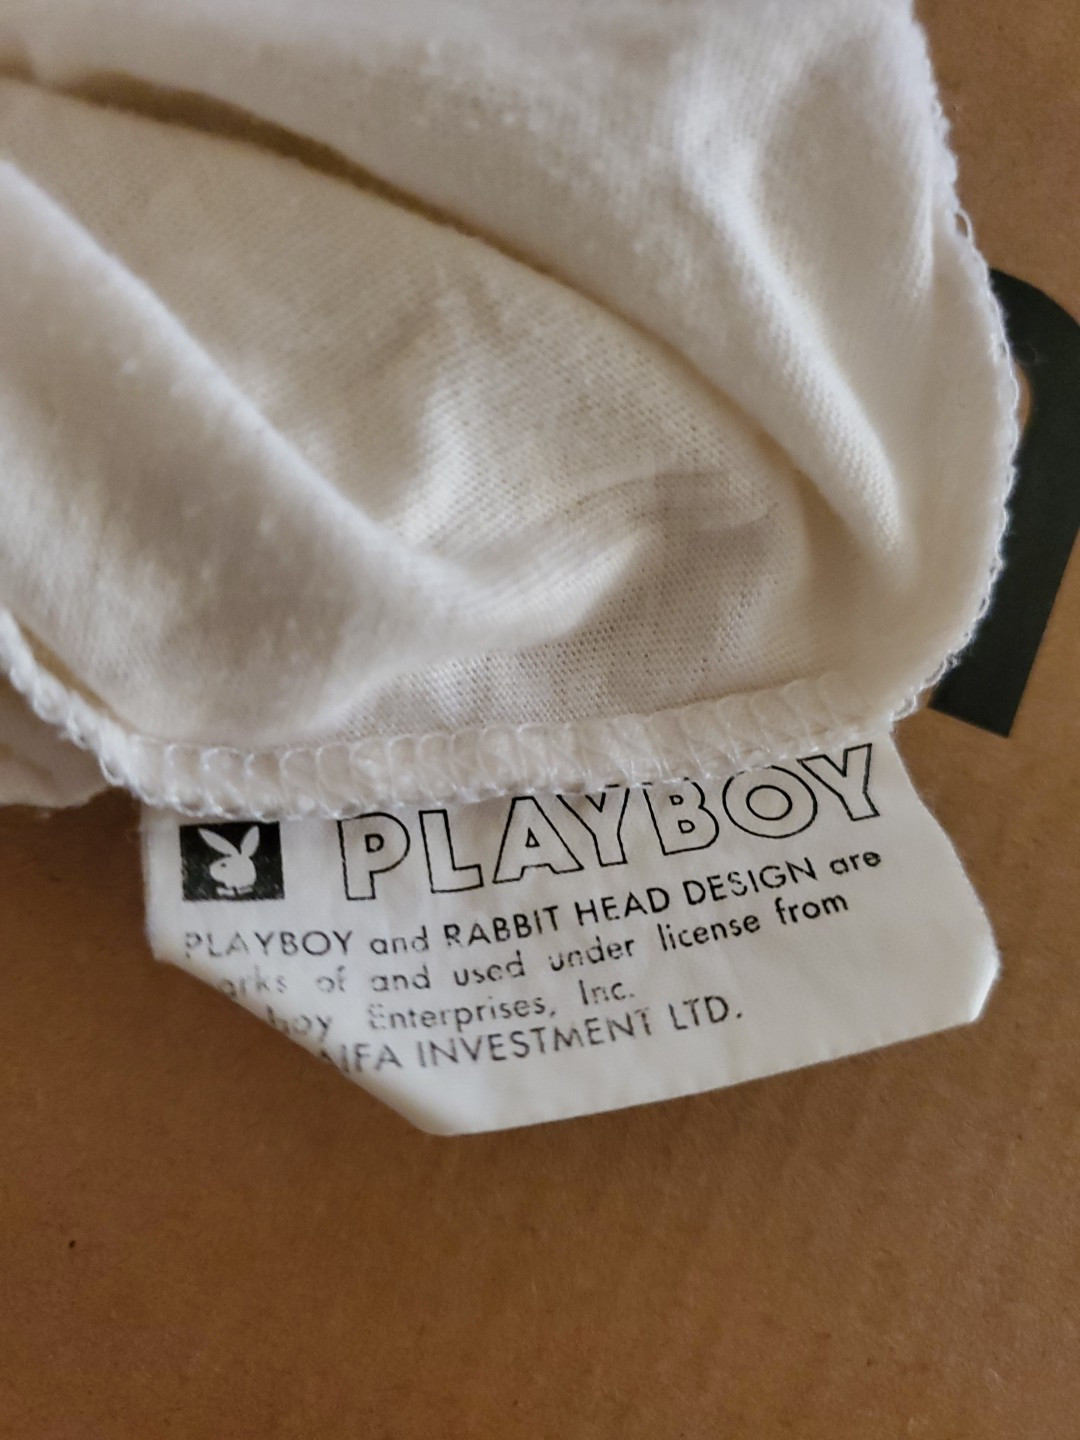 PLAYBOY
PLAYBOY and RABBIT HEAD DESIGN are
of and used under license from
Enterprises, Inc.
INVESTMENT LTD.